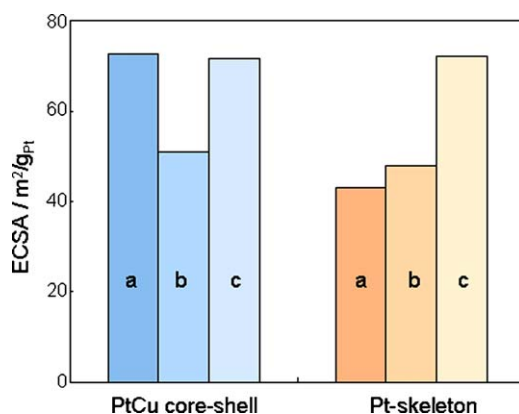 80
60
40
20
0
ECSA / m²/gPt
a b c
a b c
PtCu core-shell
Pt-skeleton